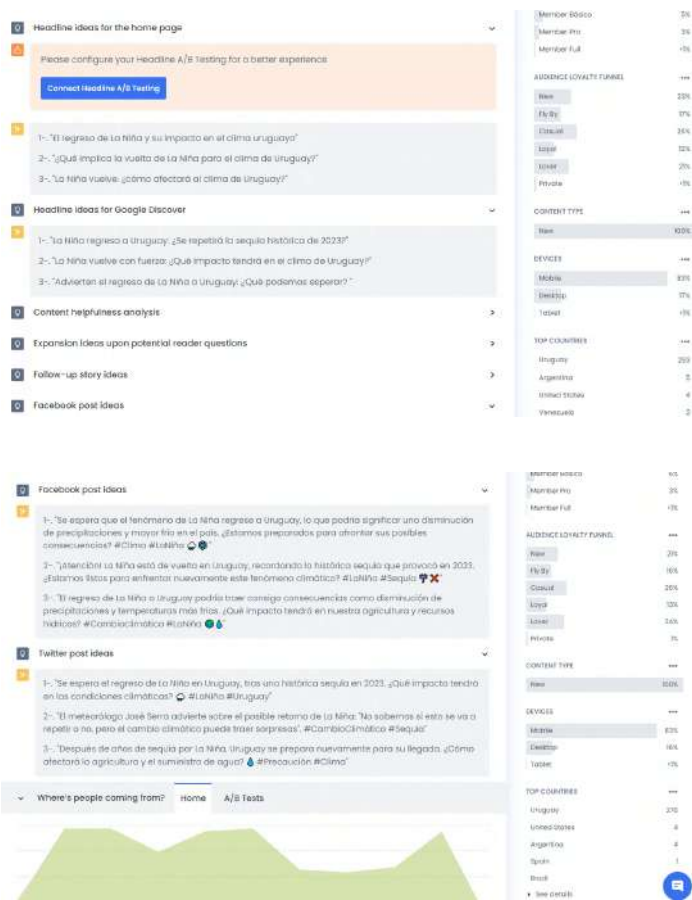 Headline ideas for the home page
Please configure your Headline A/B Testing for a better experience
Connect Headline A/B Testing
1-. "El regreso de La Niña y su impacto en el clima uruguayo"
2-. "¿Qué implica la vuelta de La Niña para el clima de Uruguay?"
3-. "La Niña vuelve: ¿cómo afectará al clima de Uruguay?"
Headline ideas for Google Discover
1-. "La Niña regresa a Uruguay: ¿Se repetirá la sequía histórica de 2023?"
2-. "La Niña vuelve con fuerza: ¿Qué impacto tendrá en el clima de Uruguay?"
3-. "Advierten el regreso de La Niña a Uruguay: ¿Qué podemos esperar? "
Content helpfulness analysis
Expansion ideas upon potential reader questions
Follow-up story ideas
Facebook post ideas
Member Básico
Member Pro
Member Full
AUDIENCE LOYALTY FUNNEL
New
Fly By 17%
Casual
Loyal
Lover
Private
CONTENT TYPE
New 100%
DEVICES
Mobile 83%
Desktop 17%
Tablet
TOP COUNTRIES
Uruguay
Argentina
United States 4
Venezuela 2
Facebook post ideas
1-. "Se espera que el fenómeno de La Niña regrese a Uruguay, lo que podría significar una disminución
de precipitaciones y mayor frío en el país. ¿Estamos preparados para afrontar sus posibles
consecuencias? #Clima #LaNiña
2-. "¡Atención! La Niña está de vuelta en Uruguay, recordando la histórica sequía que provocó en 2023.
¿Estamos listos para enfrentar nuevamente este fenómeno climático? #LaNiña #Sequía
3-. "El regreso de La Niña a Uruguay podría traer consigo consecuencias como disminución de
precipitaciones y temperaturas más frías. ¿Qué impacto tendrá en nuestra agricultura y recursos
hídricos? #CambioClimático #LaNiña
Twitter post ideas
1-. "Se espera el regreso de La Niña en Uruguay, tras una histórica sequía en 2023. ¿Qué impacto tendrá
en las condiciones climáticas? #LaNiña #Uruguay"
2-. "El meteorólogo José Serra advierte sobre el posible retorno de La Niña: "No sabemos si esto se va a
repetir o no, pero el cambio climático puede traer sorpresas". #CambioClimático #Sequía"
3-. "Después de años de sequía por La Niña, Uruguay se prepara nuevamente para su llegada. ¿Cómo
afectará la agricultura y el suministro de agua? #Precaución #Clima"
Where's people coming from? Home A/B Tests
Member Básico
Member Pro
Member Full
AUDIENCE LOYALTY FUNNEL
New
Fly By
Casual
Loyal
Lover
Private
CONTENT TYPE
New 100%
DEVICES
Mobile 83%
Desktop 16%
Tablet
TOP COUNTRIES
Uruguay 270
United States
Argentina 4
Spain 1
Brazil
See details